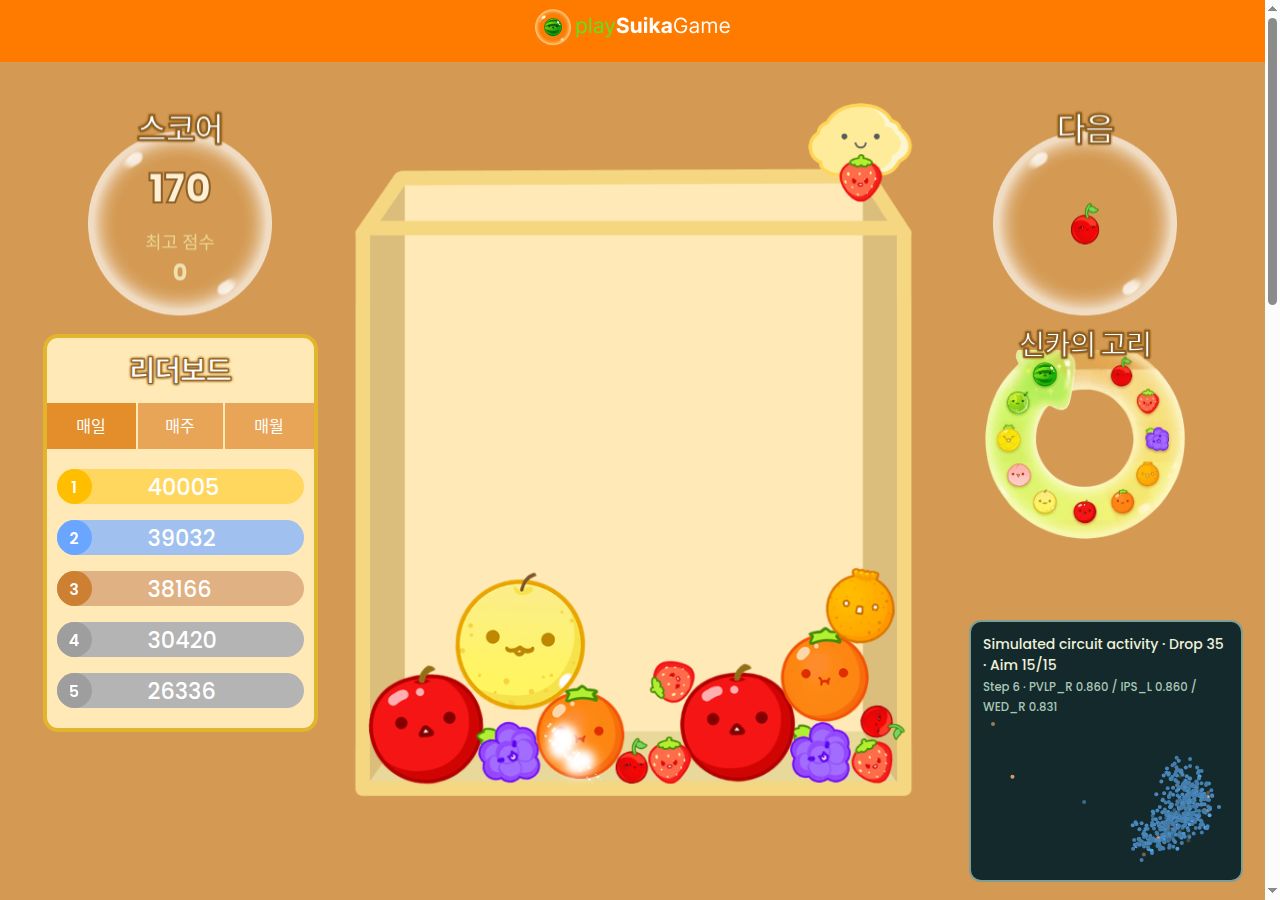 playSuikaGame
스코어
170
최고 점수
0
다음
리더보드
매일 매주 매월
1 40005
2 39032
3 38166
4 30420
5 26336
신카의 고리
Simulated circuit activity · Drop 35
· Aim 15/15
Step 6 · PVLP_R 0.860 / IPS_L 0.860 /
WED_R 0.831